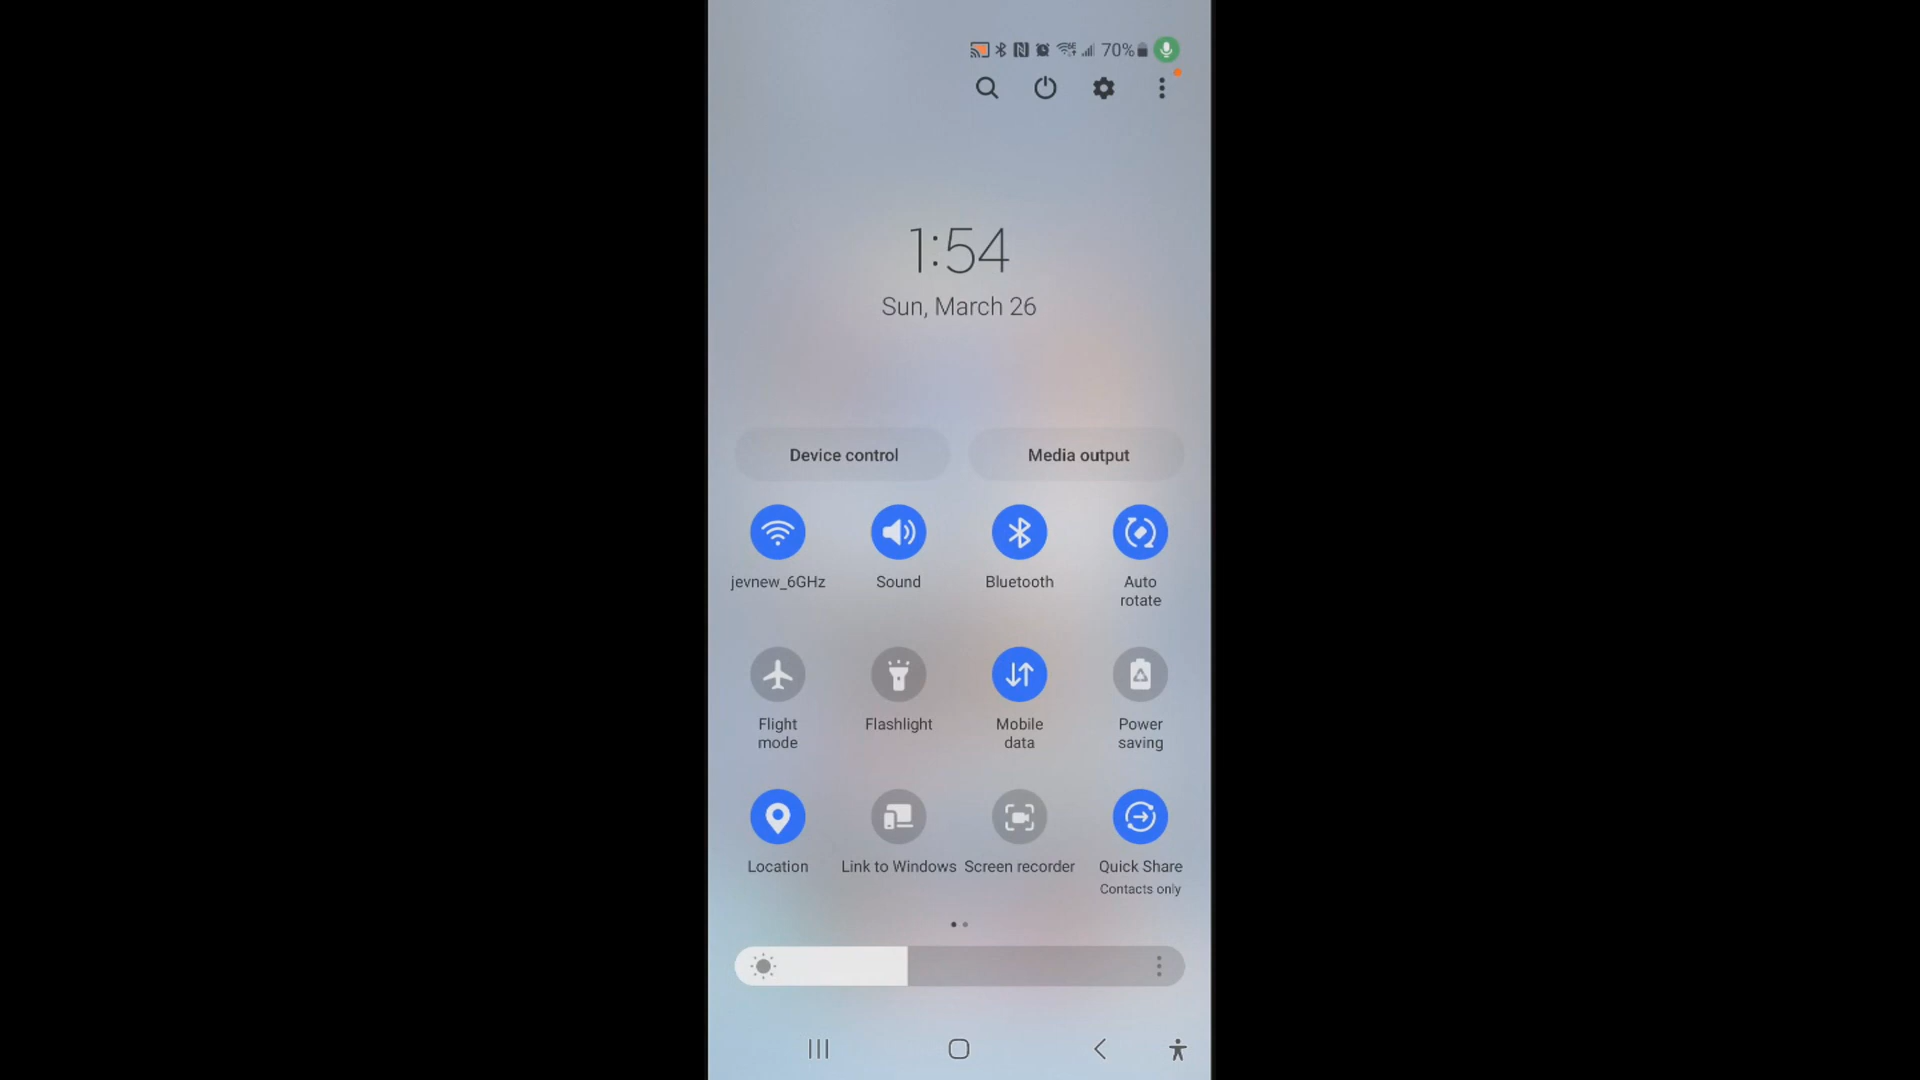 70%
1:54
Sun, March 26
Device control
Media output
jevnew_6GHz
Sound
Bluetooth
Auto
rotate
Flight
mode
Flashlight
Mobile
data
Power
saving
Location
Link to Windows
Screen recorder
Quick Share
Contacts only